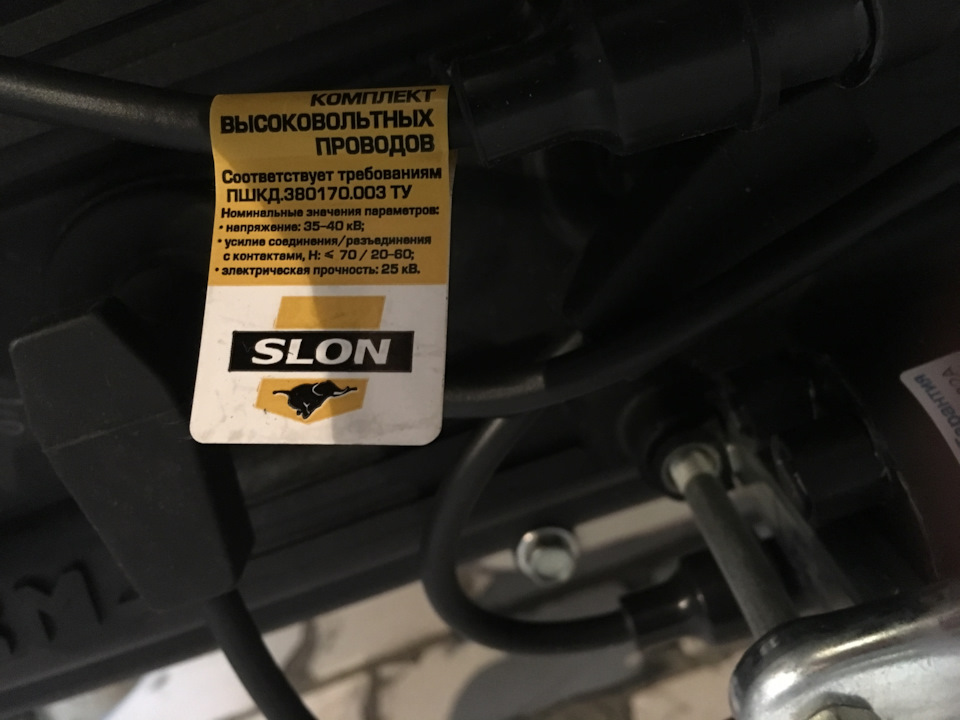 КОМПЛЕКТ
ВЫСОКОВОЛЬТНЫХ
ПРОВОДОВ
Соответствует требованиям
ПШКД.380170.003 ТУ
Номинальные значения параметров:
• напряжение: 35–40 кВ;
• усилие соединения/разъединения
с контактами, Н: ≤ 70 / 20–60;
• электрическая прочность: 25 кВ.
SLON